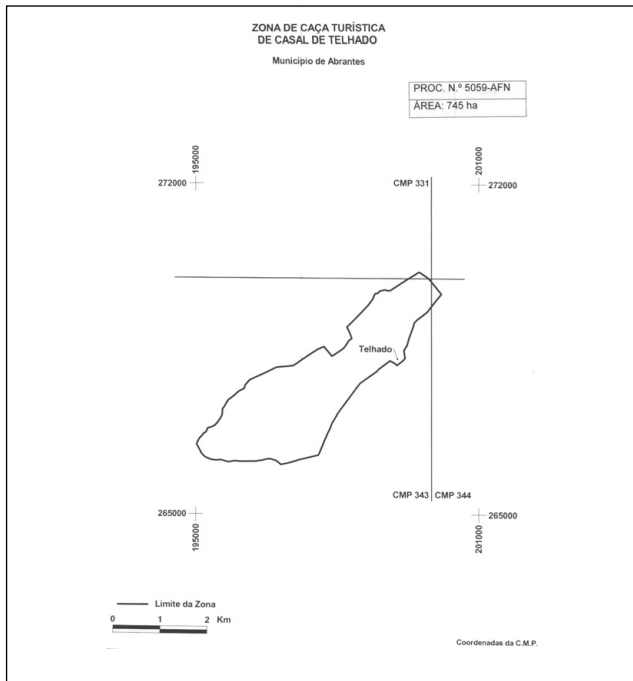 ZONA DE CAÇA TURÍSTICA
DE CASAL DE TELHADO
Município de Abrantes
PROC. N.º 5059-AFN
ÁREA: 745 ha
195000
201000
272000
CMP 331
272000
Telhado
CMP 343
CMP 344
265000
265000
195000
201000
Limite da Zona
0 1 2 Km
Coordenadas da C.M.P.